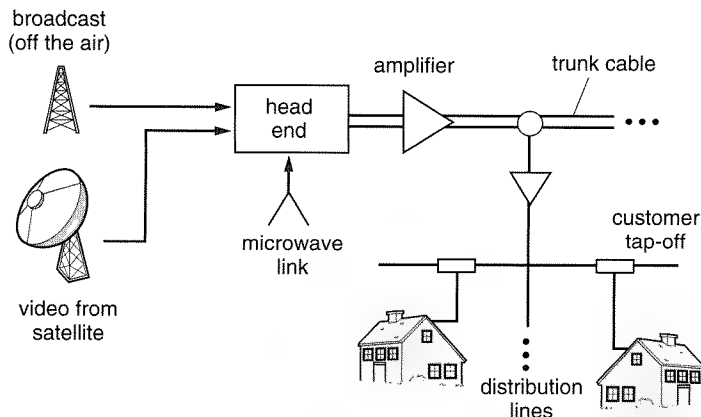 broadcast
(off the air)
amplifier
trunk cable
head
end
microwave
link
customer
tap-off
video from
satellite
distribution
lines